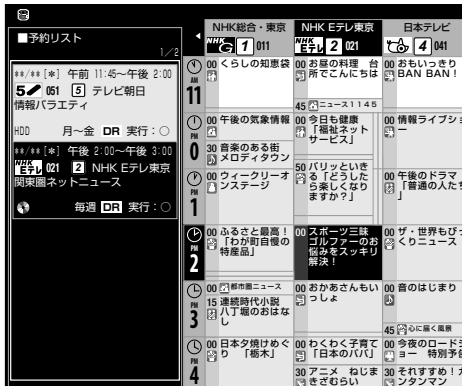 ■予約リスト
1/2
**/**[*] 午前 11:45～午後 2:00
5 051 5 テレビ朝日
情報バラエティ
HDD 月～金 DR 実行：○
**/**[*] 午後 2:00～午後 3:00
NHK Eテレ 021 2 NHK Eテレ東京
関東圏ネットニュース
毎週 DR 実行：○
NHK総合・東京
NHK G 1 011
NHK Eテレ東京
NHK Eテレ 2 021
日本テレビ
4 041
AM
11
00 くらしの知恵袋
00 お昼の料理 台
所でこんにちは
45 ニュース1145
00 おもいっきり
BAN BAN！
PM
0
00 午後の気象情報
30 音楽のある街
メロディタウン
00 今日も健康
「福祉ネット
サービス」
50 バリッといき
る「どうした
ら楽しくなり
ますか？」
00 情報ライブショ
ー
PM
1
00 ウィークリーオ
ンステージ
00 午後のドラマ
「普通の人たち
」
PM
2
00 ふるさと最高！
「わが町自慢の
特産品」
00 スポーツ三昧
ゴルファーのお
悩みをスッキリ
解決！
00 ザ・世界もびっ
くりニュース
PM
3
00 都市圏ニュース
15 連続時代小説
八丁堀のおはな
し
00 おかあさんもい
っしょ
00 音のはじまり
45 心に届く風景
PM
4
00 日本夕焼けめぐ
り 「栃木」
00 わくわく子育て
「日本のパパ」
30 アニメ ねじま
きざむらい
00 今夜のロードシ
ョー 特別予告
30 それすすめ！カ
ンタンマン